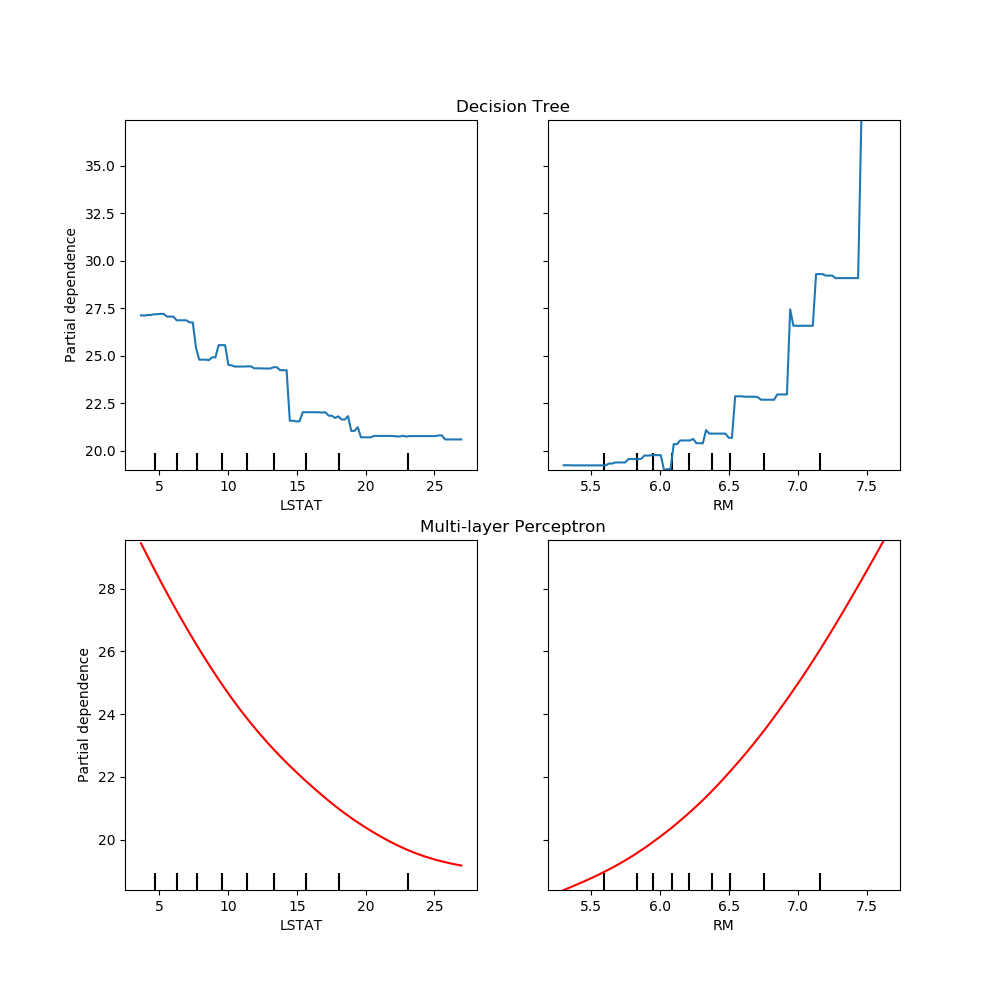 Decision Tree
Partial dependence
35.0
32.5
30.0
27.5
25.0
22.5
20.0
5 10 15 20 25
LSTAT
5.5 6.0 6.5 7.0 7.5
RM
Multi-layer Perceptron
Partial dependence
28
26
24
22
20
5 10 15 20 25
LSTAT
5.5 6.0 6.5 7.0 7.5
RM